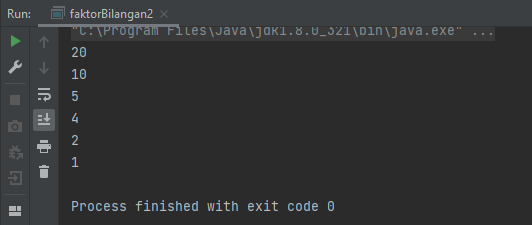 Run: faktorBilangan2
"C:\Program Files\Java\jdk1.8.0_321\bin\java.exe" ...
20
10
5
4
2
1
Process finished with exit code 0